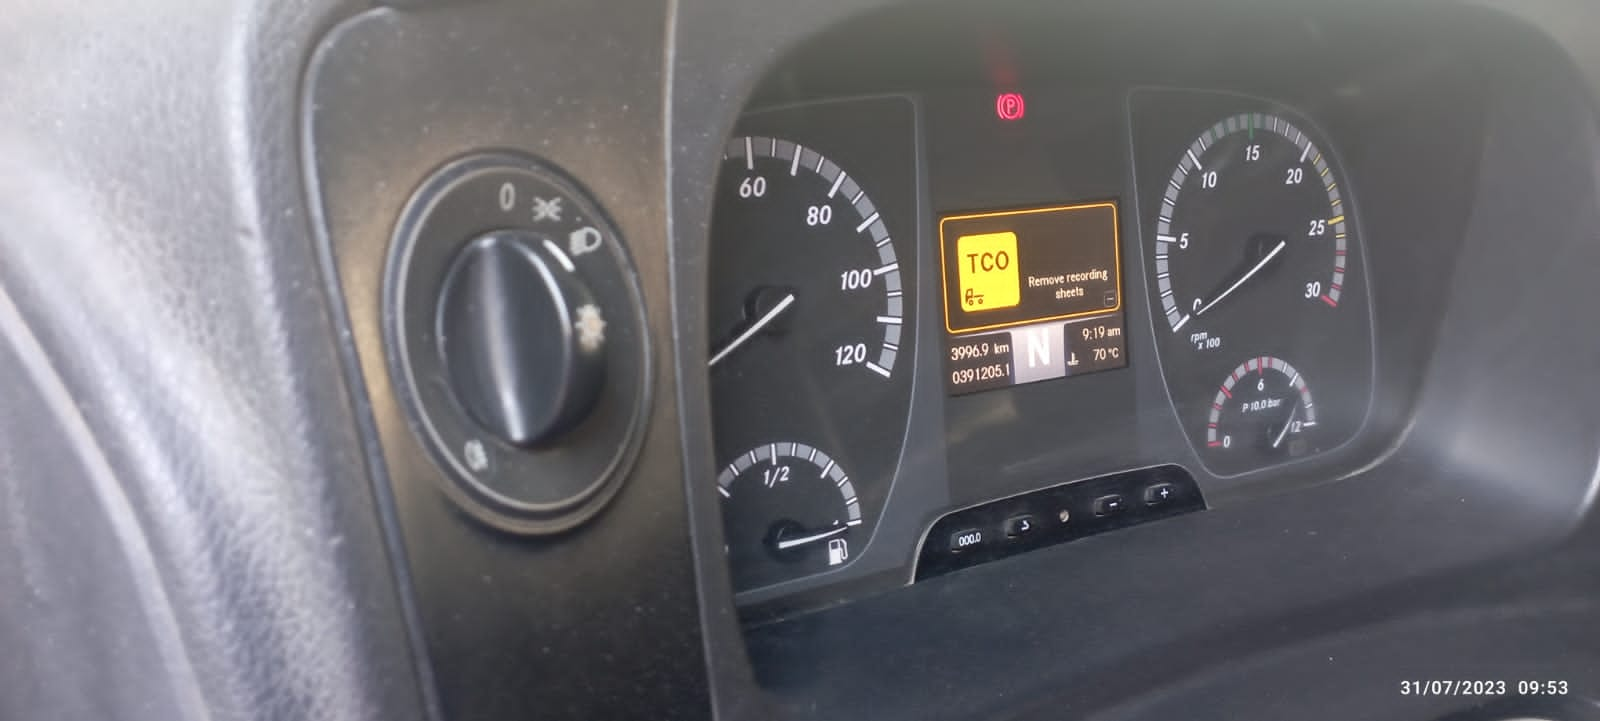 0
60
80
100
120
1/2
P
TCO
Remove recording
sheets
3996.9 km
0391205.1
N
9:19 am
70 °C
0
5
10
15
20
25
30
rpm
x 100
0
6
12
P 10,0 bar
000.0
-
+
31/07/2023 09:53